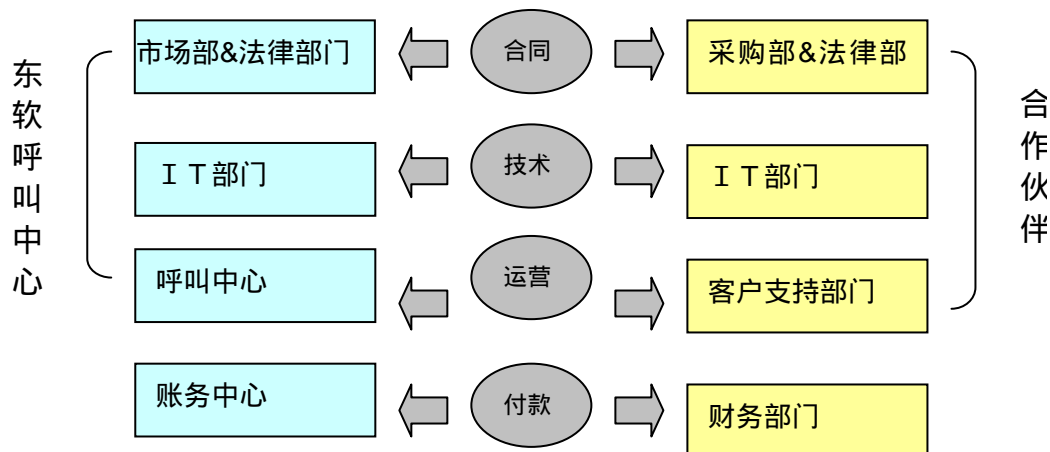 东软呼叫中心
市场部&法律部门
合同
采购部&法律部
ＩＴ部门
技术
ＩＴ部门
呼叫中心
运营
客户支持部门
账务中心
付款
财务部门
合作伙伴